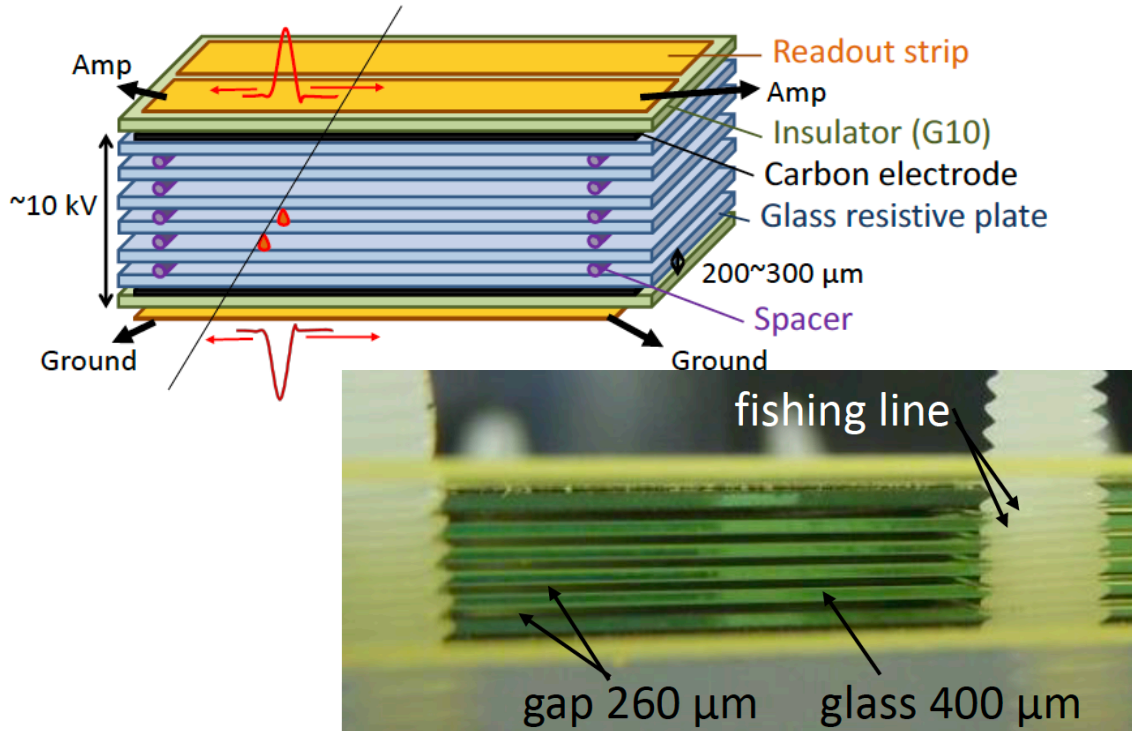 Readout strip
Amp
Amp
Insulator (G10)
Carbon electrode
~10 kV
Glass resistive plate
200~300 μm
Spacer
Ground
Ground
fishing line
gap 260 μm
glass 400 μm